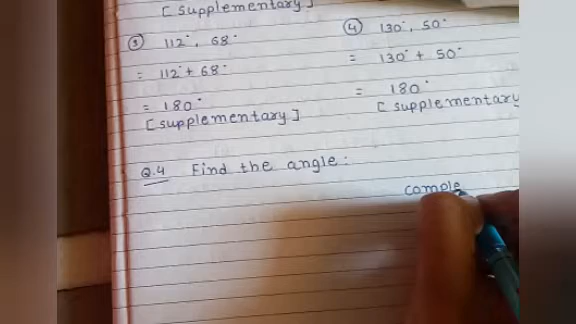 [supplementary]
③ 112°, 68°
= 112° + 68°
= 180°
[supplementary]
④ 130°, 50°
= 130° + 50°
= 180°
[supplementary
Q.4 Find the angle:
comple